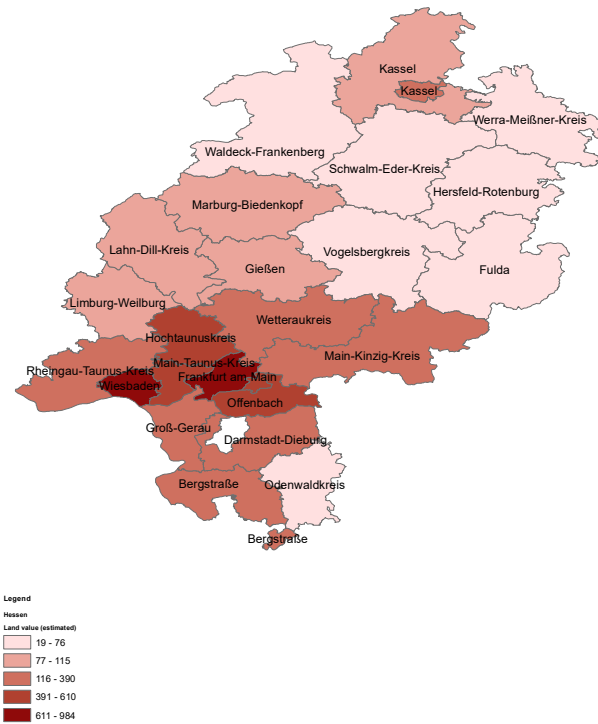 Kassel
Kassel
Werra-Meißner-Kreis
Waldeck-Frankenberg
Schwalm-Eder-Kreis
Hersfeld-Rotenburg
Marburg-Biedenkopf
Lahn-Dill-Kreis
Vogelsbergkreis
Gießen
Fulda
Limburg-Weilburg
Wetteraukreis
Hochtaunuskreis
Main-Kinzig-Kreis
Main-Taunus-Kreis
Rheingau-Taunus-Kreis
Frankfurt am Main
Wiesbaden
Offenbach
Groß-Gerau
Darmstadt-Dieburg
Bergstraße
Odenwaldkreis
Bergstraße
Legend
Hessen
Land value (estimated)
19 - 76
77 - 115
116 - 390
391 - 610
611 - 984